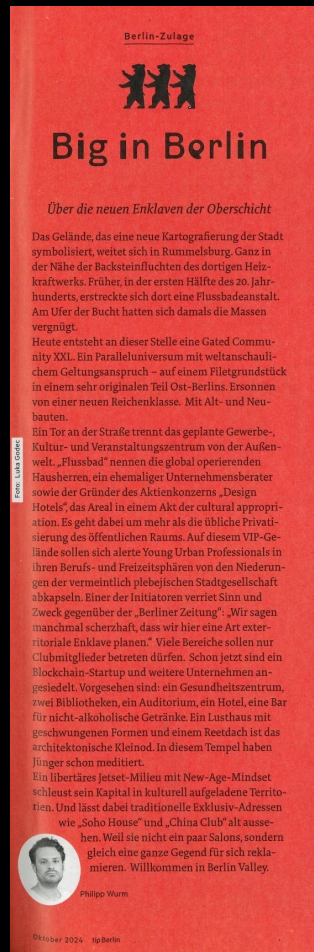 Berlin-Zulage
Big in Berlin
Über die neuen Enklaven der Oberschicht
Das Gelände, das eine neue Kartografierung der Stadt
symbolisiert, weitet sich in Rummelsburg. Ganz in
der Nähe der Backsteinfluchten des dortigen Heiz-
kraftwerks. Früher, in der ersten Hälfte des 20. Jahr-
hunderts, erstreckte sich dort eine Flussbadeanstalt.
Am Ufer der Bucht hatten sich damals die Massen
vergnügt.
Heute entsteht an dieser Stelle eine Gated Commu-
nity XXL. Ein Paralleluniversum mit weltanschauli-
chem Geltungsanspruch – auf einem Filetgrundstück
in einem sehr originalen Teil Ost-Berlins. Ersonnen
von einer neuen Reichenklasse. Mit Alt- und Neu-
bauten.
Ein Tor an der Straße trennt das geplante Gewerbe-,
Kultur- und Veranstaltungszentrum von der Außen-
welt. „Flussbad" nennen die global operierenden
Hausherren, ein ehemaliger Unternehmensberater
sowie der Gründer des Aktienkonzerns „Design
Hotels", das Areal in einem Akt der cultural appropri-
ation. Es geht dabei um mehr als die übliche Privati-
sierung des öffentlichen Raums. Auf diesem VIP-Ge-
lände sollen sich alerte Young Urban Professionals in
ihren Berufs- und Freizeitsphären von den Niederun-
gen der vermeintlich plebejischen Stadtgesellschaft
abkapseln. Einer der Initiatoren verriet Sinn und
Zweck gegenüber der „Berliner Zeitung": „Wir sagen
manchmal scherzhaft, dass wir hier eine Art exter-
ritoriale Enklave planen." Viele Bereiche sollen nur
Clubmitglieder betreten dürfen. Schon jetzt sind ein
Blockchain-Startup und weitere Unternehmen an-
gesiedelt. Vorgesehen sind: ein Gesundheitszentrum,
zwei Bibliotheken, ein Auditorium, ein Hotel, eine Bar
für nicht-alkoholische Getränke. Ein Lusthaus mit
geschwungenen Formen und einem Reetdach ist das
architektonische Kleinod. In diesem Tempel haben
Jünger schon meditiert.
Ein libertäres Jetset-Milieu mit New-Age-Mindset
schleust sein Kapital in kulturell aufgeladene Territo-
rien. Und lässt dabei traditionelle Exklusiv-Adressen
wie „Soho House" und „China Club" alt ausse-
hen. Weil sie nicht ein paar Salons, sondern
gleich eine ganze Gegend für sich rekla-
mieren. Willkommen in Berlin Valley.
Philipp Wurm
Foto: Luka Godec
Oktober 2024 tipBerlin